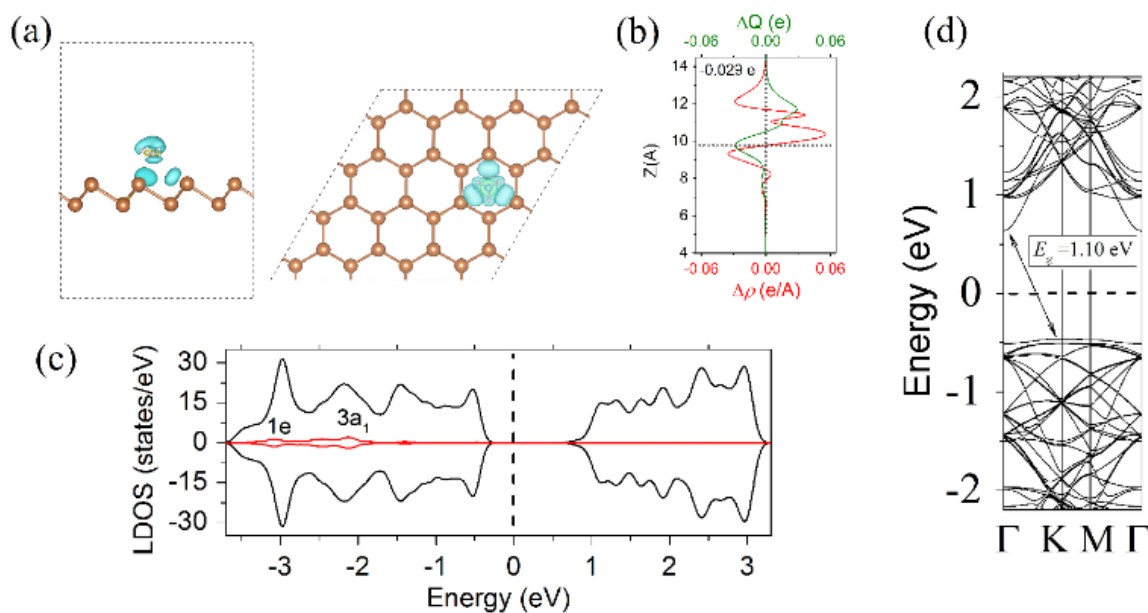 (a)
(b)
ΔQ (e)
-0.06 0.00 0.06
-0.029 e
14
12
10
8
6
4
Z(A)
-0.06 0.00 0.06
Δρ (e/A)
(c)
LDOS (states/eV)
30
15
0
-15
-30
1e
3a₁
-3 -2 -1 0 1 2 3
Energy (eV)
(d)
Energy (eV)
2
1
0
-1
-2
E_g =1.10 eV
Γ K M Γ